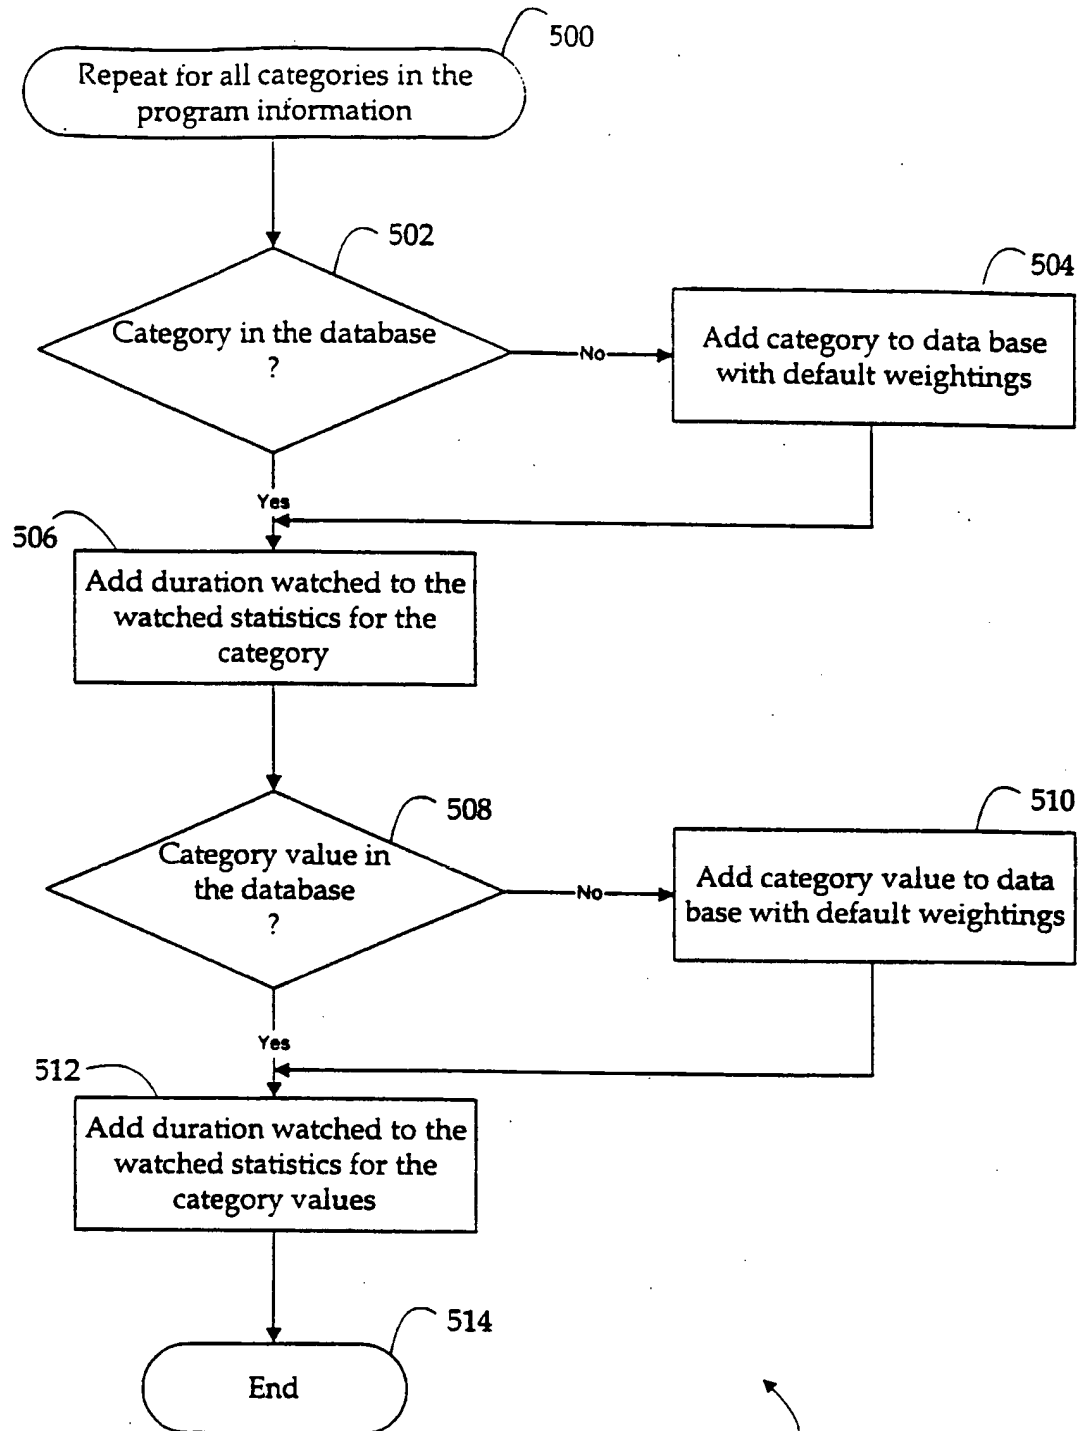 500
Repeat for all categories in the
program information
502
Category in the database
?
No
504
Add category to data base
with default weightings
Yes
506
Add duration watched to the
watched statistics for the
category
508
Category value in
the database
?
No
510
Add category value to data
base with default weightings
Yes
512
Add duration watched to the
watched statistics for the
category values
514
End